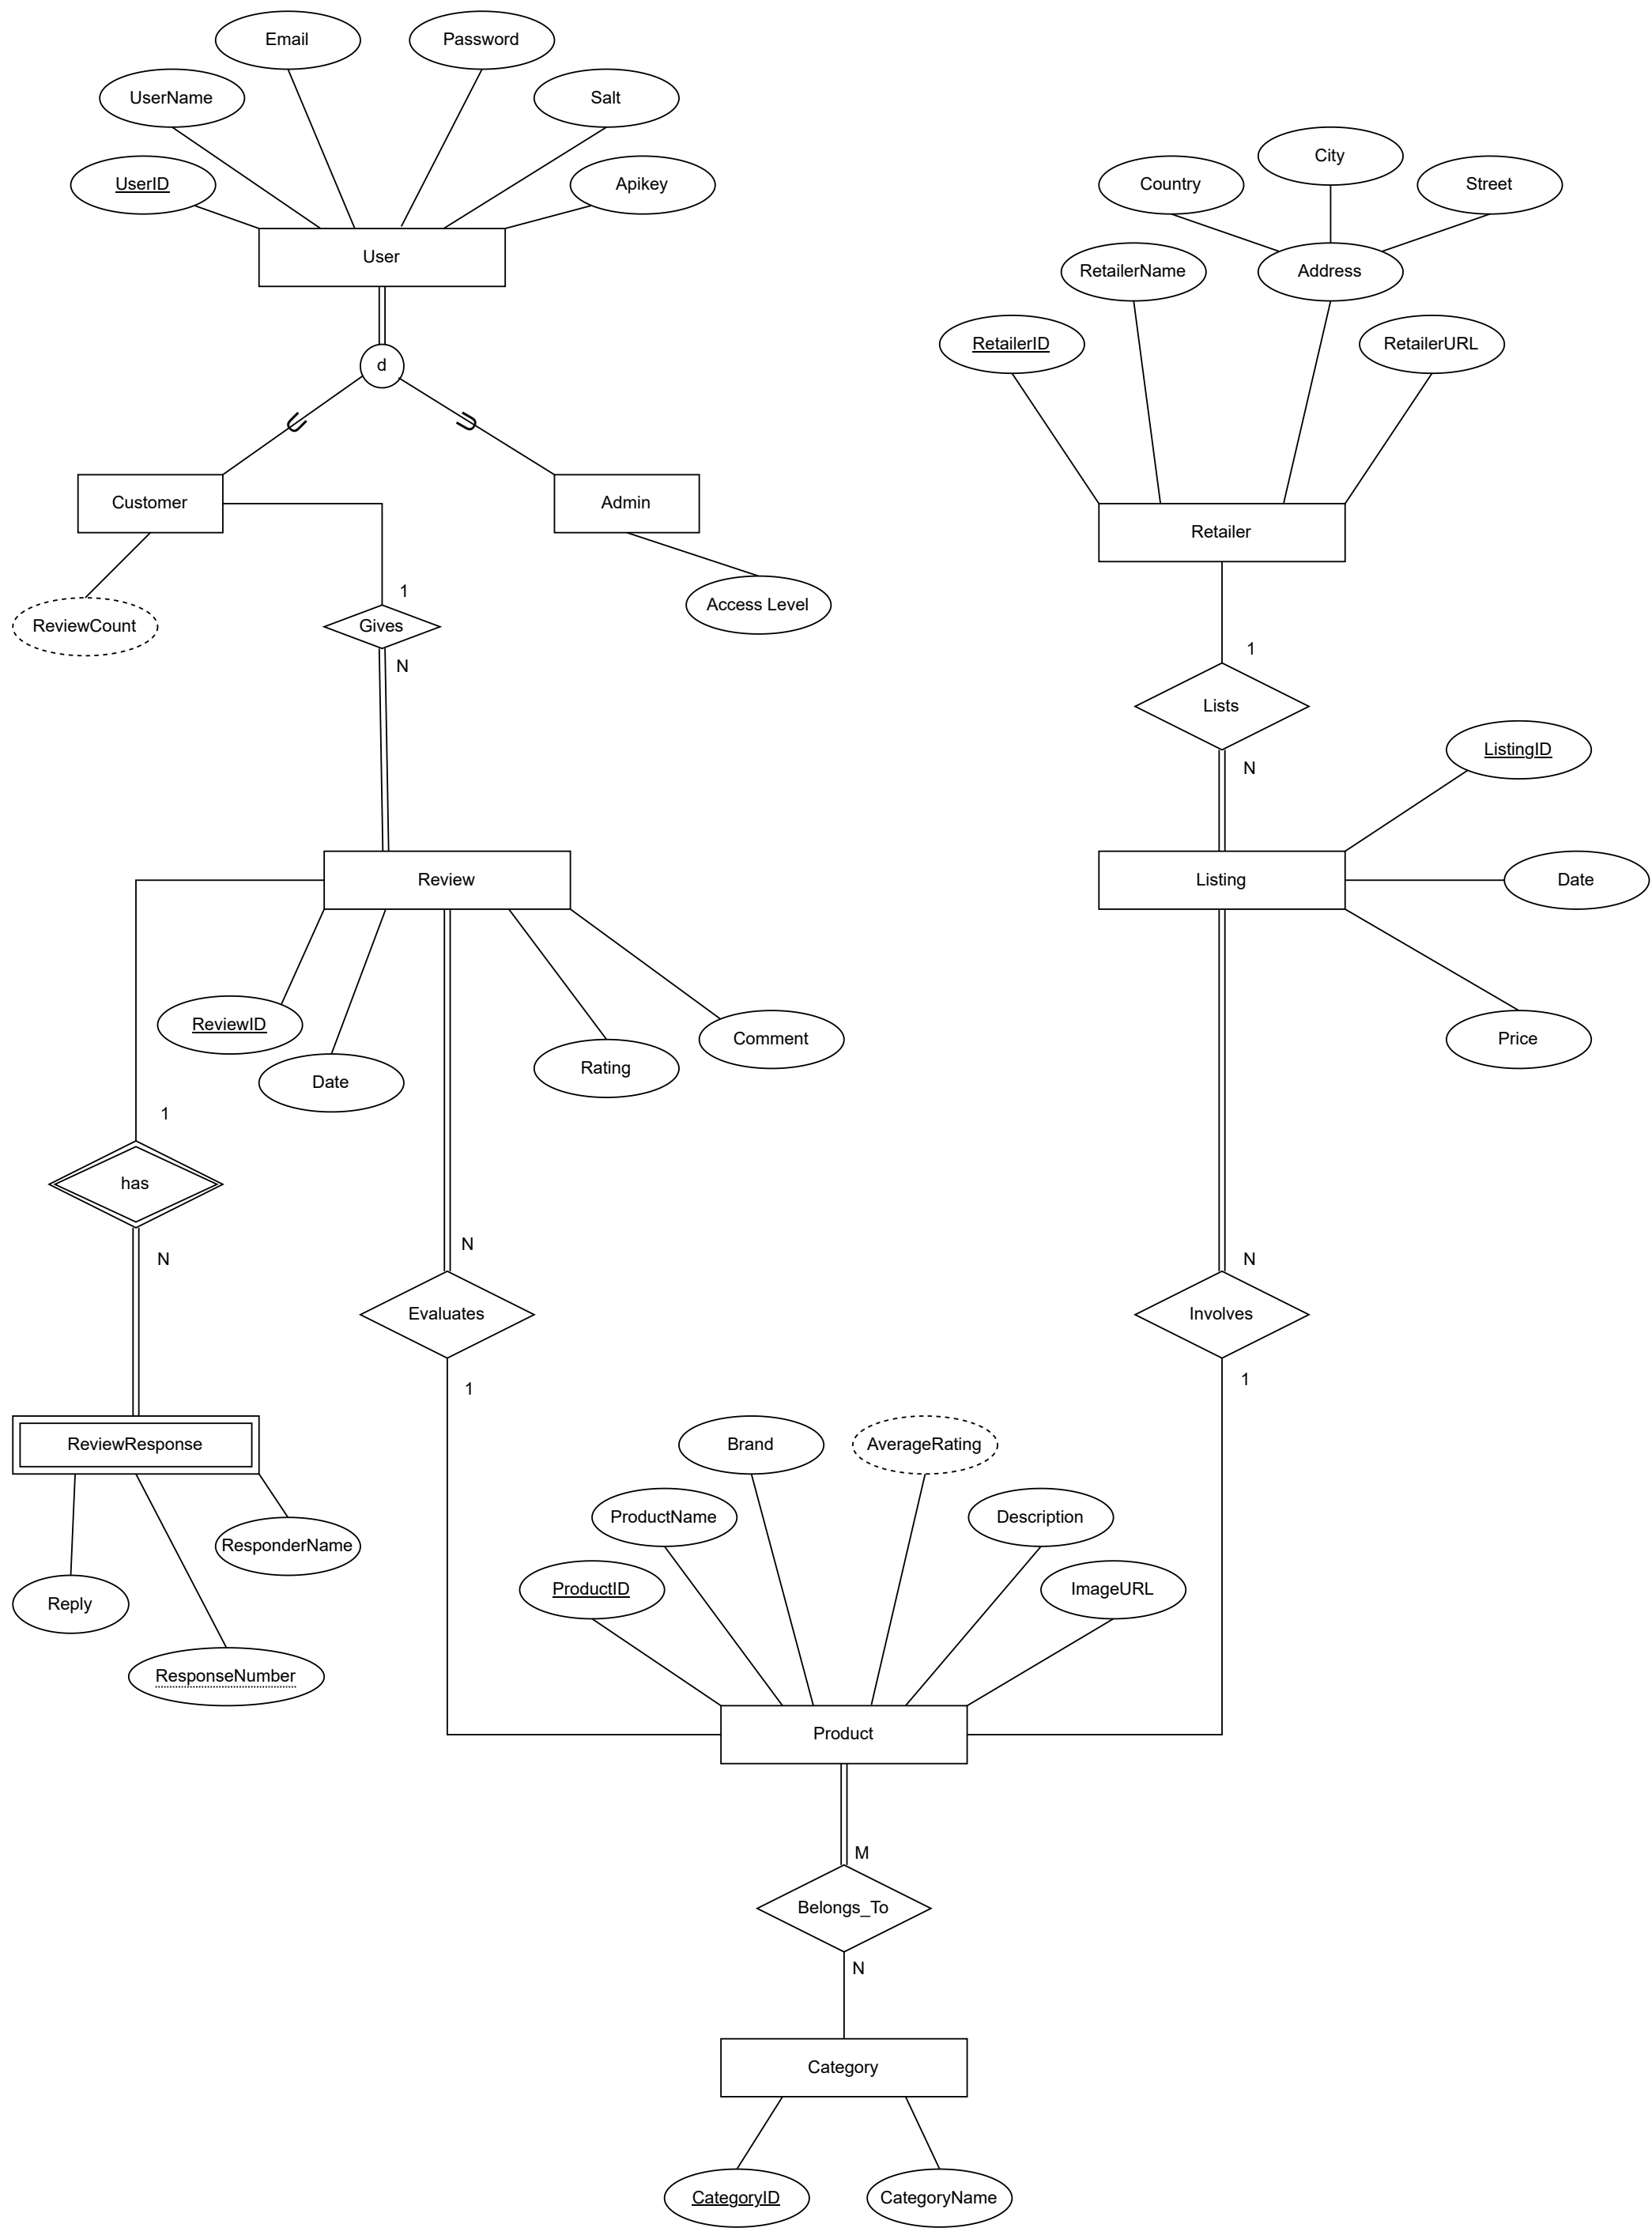 Email
Password
UserName
Salt
UserID
Apikey
User
d
Customer
Admin
ReviewCount
Access Level
1
Gives
N
City
Country
Street
RetailerName
Address
RetailerID
RetailerURL
Retailer
1
Lists
N
ListingID
Listing
Date
Price
Review
ReviewID
Date
Rating
Comment
1
has
N
N
Evaluates
1
N
Involves
1
ReviewResponse
ResponderName
Reply
ResponseNumber
Brand
AverageRating
ProductName
Description
ProductID
ImageURL
Product
M
Belongs_To
N
Category
CategoryID
CategoryName